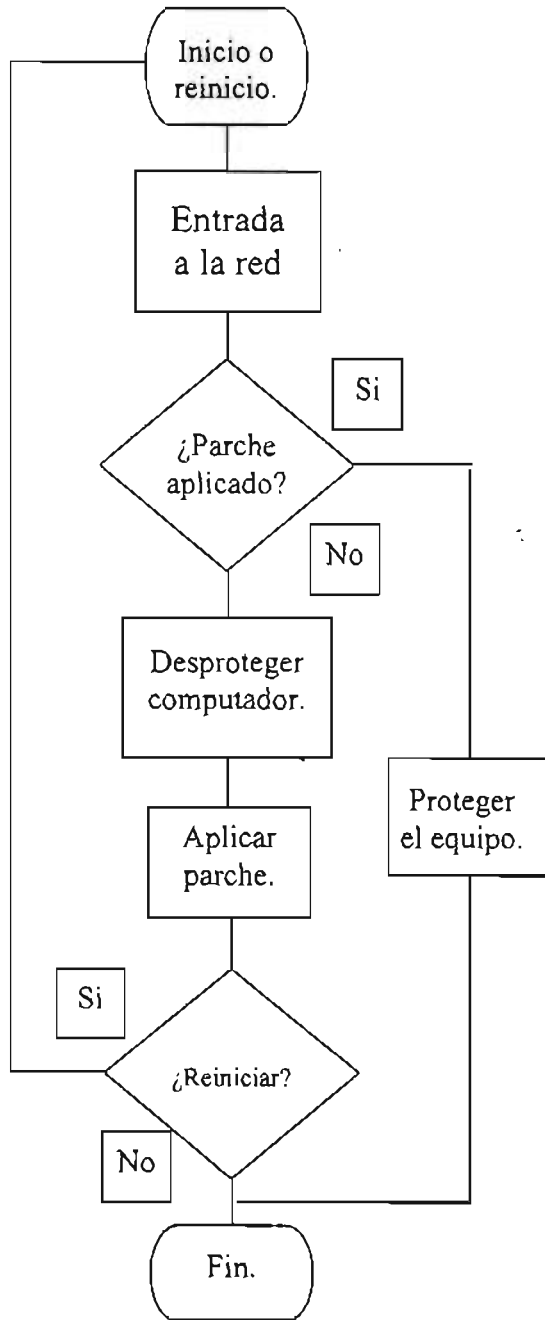 Inicio o
reinicio.
Entrada
a la red
Si
¿Parche
aplicado?
No
Desproteger
computador.
Proteger
el equipo.
Aplicar
parche.
Si
¿Reiniciar?
No
Fin.